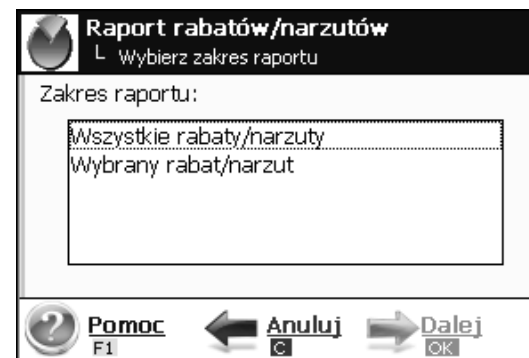 Raport rabatów/narzutów
Wybierz zakres raportu
Zakres raportu:
Wszystkie rabaty/narzuty
Wybrany rabat/narzut
Pomoc Anuluj Dalej
F1 C OK